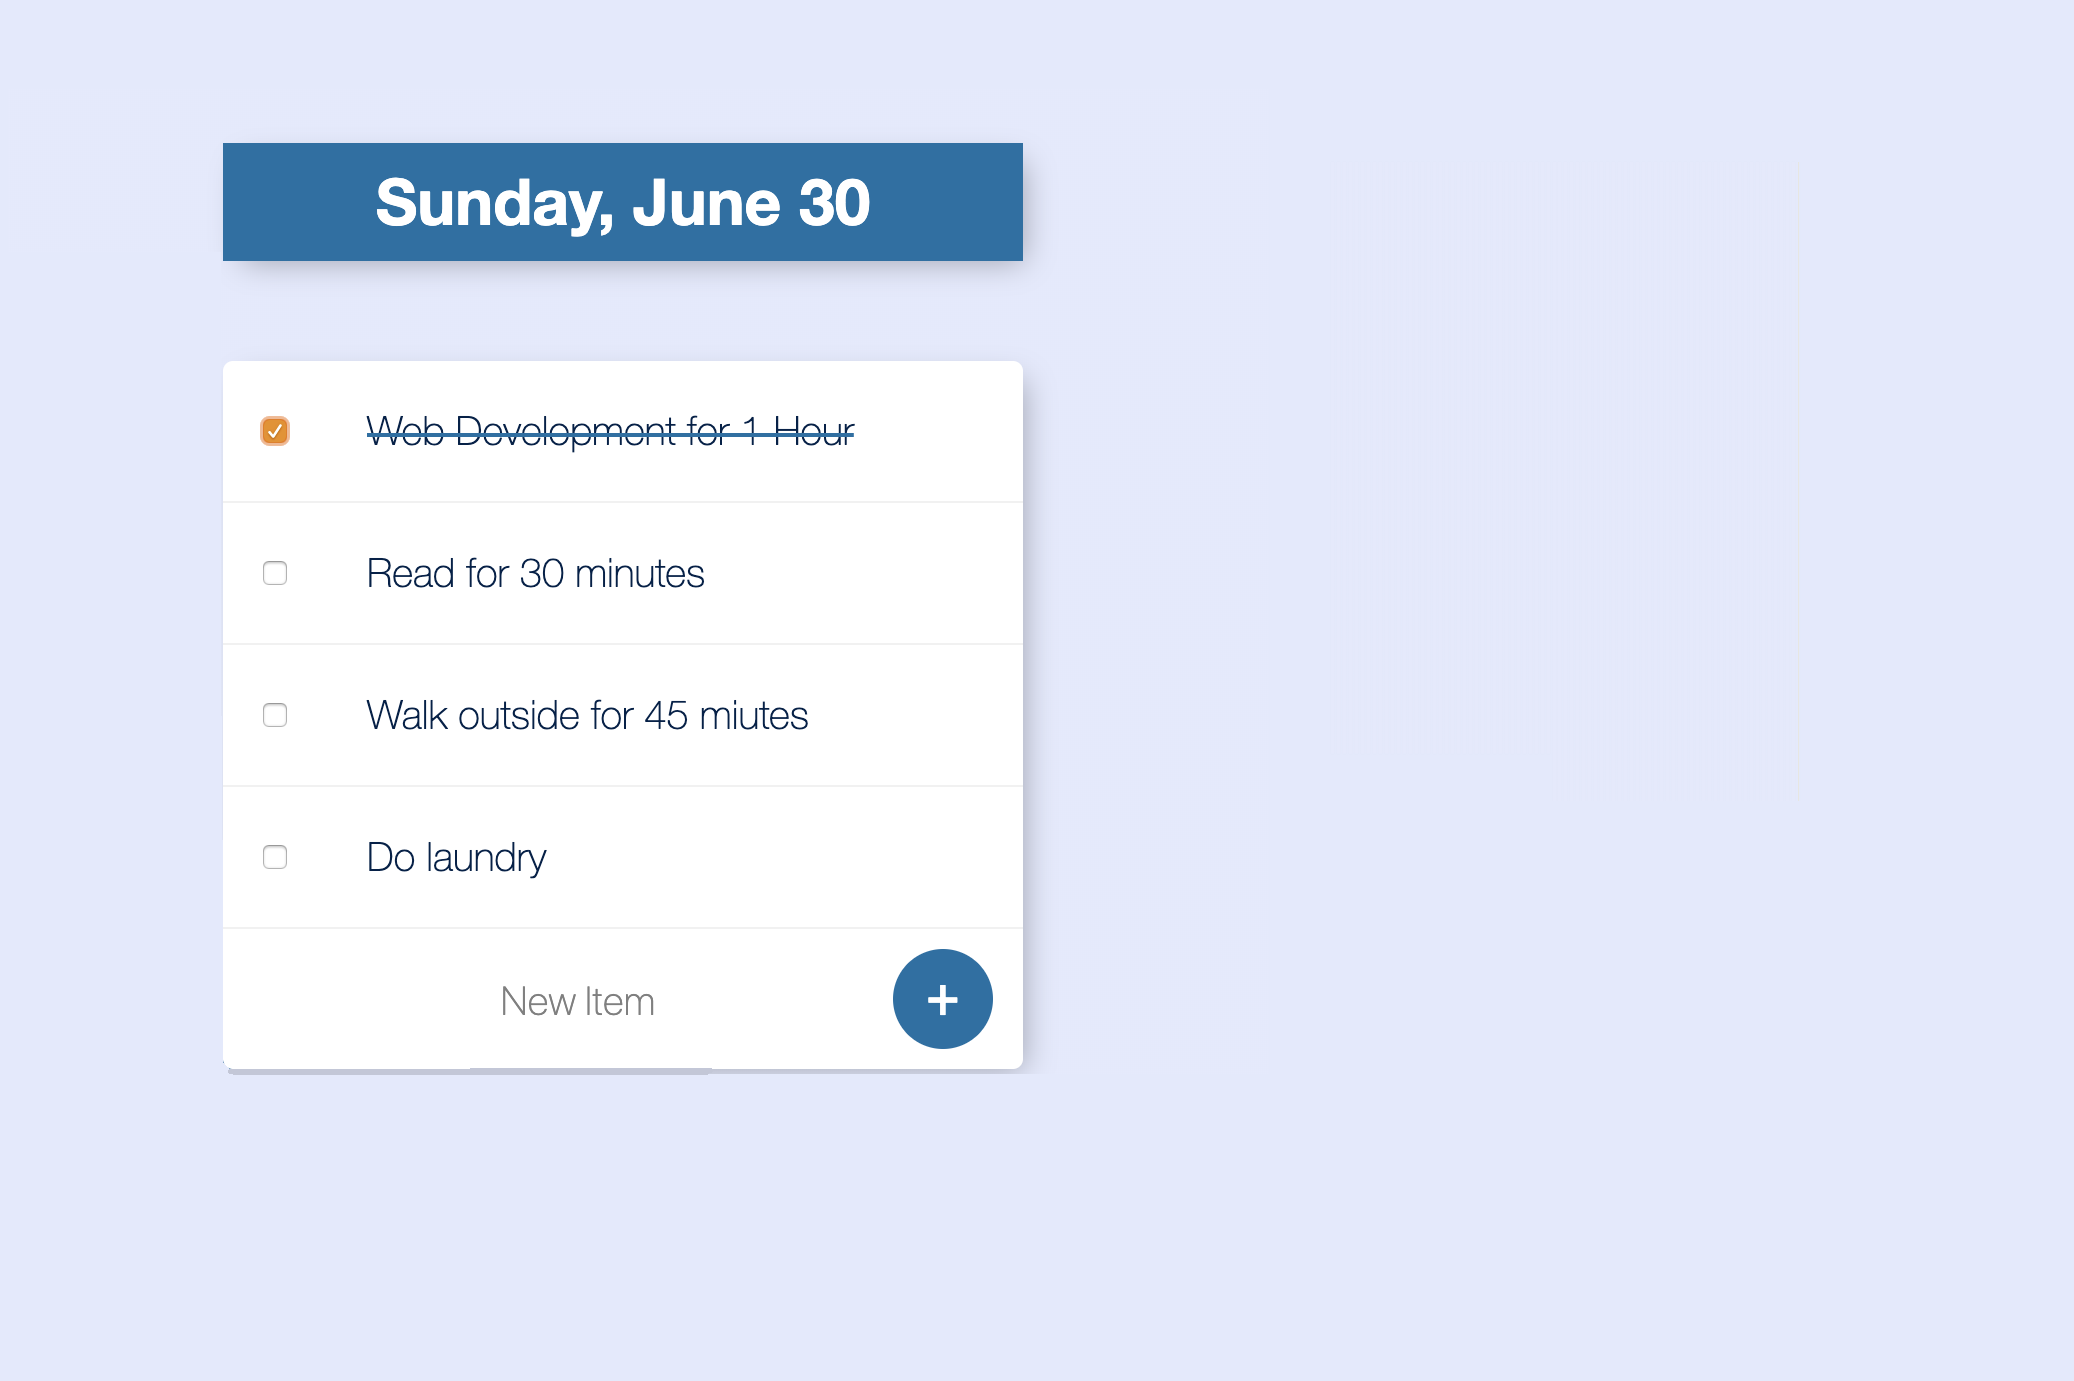 Sunday, June 30
Web Development for 1 Hour
Read for 30 minutes
Walk outside for 45 miutes
Do laundry
New Item
+